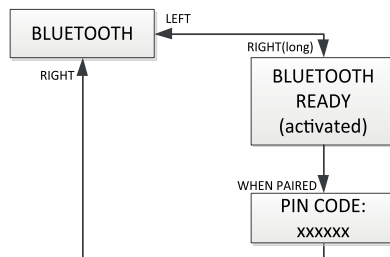 LEFT
BLUETOOTH
RIGHT(long)
RIGHT
BLUETOOTH
READY
(activated)
WHEN PAIRED
PIN CODE:
xxxxxx